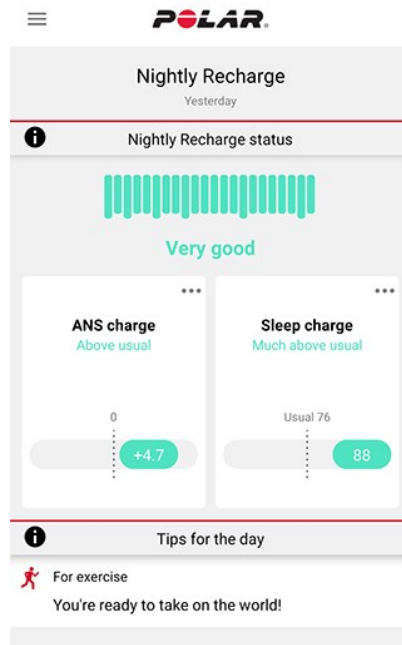 POLAR.
Nightly Recharge
Yesterday
Nightly Recharge status
Very good
ANS charge
Above usual
0
+4.7
Sleep charge
Much above usual
Usual 76
88
Tips for the day
For exercise
You're ready to take on the world!